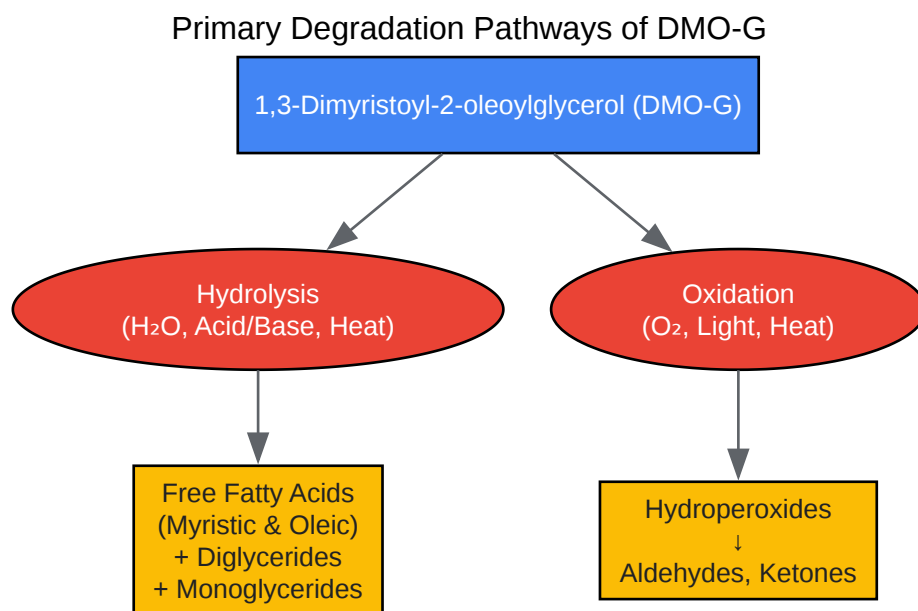 Primary Degradation Pathways of DMO-G
1,3-Dimyristoyl-2-oleoylglycerol (DMO-G)
Hydrolysis
(H₂O, Acid/Base, Heat)
Oxidation
(O₂, Light, Heat)
Free Fatty Acids
(Myristic & Oleic)
+ Diglycerides
+ Monoglycerides
Hydroperoxides
↓
Aldehydes, Ketones